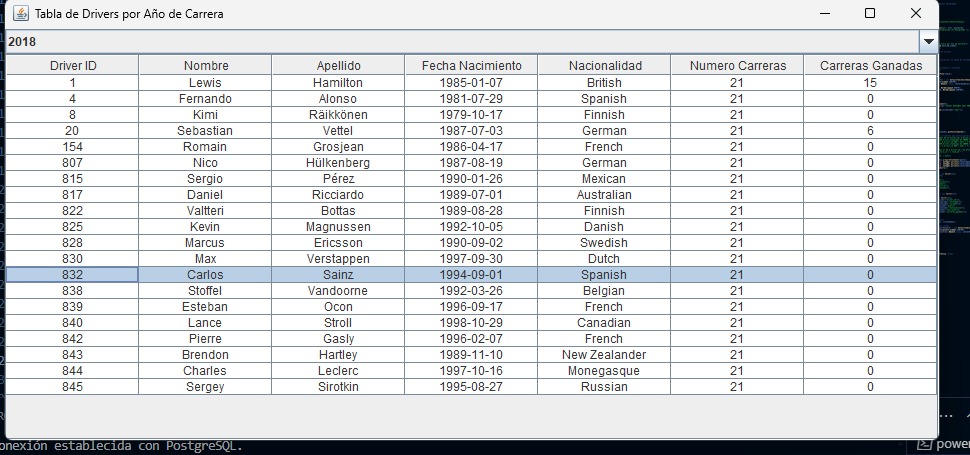 Tabla de Drivers por Año de Carrera
2018
Driver ID Nombre Apellido Fecha Nacimiento Nacionalidad Numero Carreras Carreras Ganadas
1 Lewis Hamilton 1985-01-07 British 21 15
4 Fernando Alonso 1981-07-29 Spanish 21 0
8 Kimi Räikkönen 1979-10-17 Finnish 21 0
20 Sebastian Vettel 1987-07-03 German 21 6
154 Romain Grosjean 1986-04-17 French 21 0
807 Nico Hülkenberg 1987-08-19 German 21 0
815 Sergio Pérez 1990-01-26 Mexican 21 0
817 Daniel Ricciardo 1989-07-01 Australian 21 0
822 Valtteri Bottas 1989-08-28 Finnish 21 0
825 Kevin Magnussen 1992-10-05 Danish 21 0
828 Marcus Ericsson 1990-09-02 Swedish 21 0
830 Max Verstappen 1997-09-30 Dutch 21 0
832 Carlos Sainz 1994-09-01 Spanish 21 0
838 Stoffel Vandoorne 1992-03-26 Belgian 21 0
839 Esteban Ocon 1996-09-17 French 21 0
840 Lance Stroll 1998-10-29 Canadian 21 0
842 Pierre Gasly 1996-02-07 French 21 0
843 Brendon Hartley 1989-11-10 New Zealander 21 0
844 Charles Leclerc 1997-10-16 Monegasque 21 0
845 Sergey Sirotkin 1995-08-27 Russian 21 0
onexión establecida con PostgreSQL. power